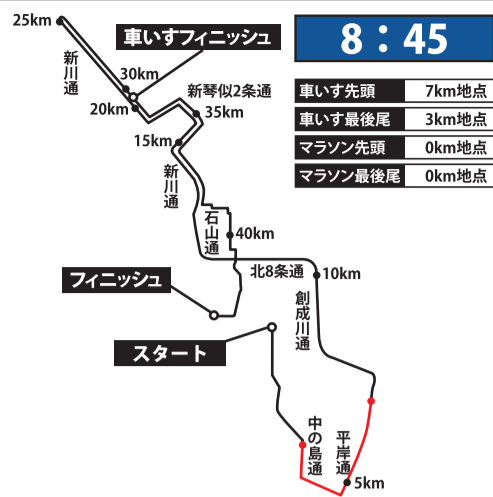 25km
車いすフィニッシュ
8：45
新川通
30km
新琴似2条通
車いす先頭 7km地点
20km
35km
車いす最後尾 3km地点
15km
マラソン先頭 0km地点
新川通
マラソン最後尾 0km地点
石山通
40km
フィニッシュ
北8条通
10km
創成川通
スタート
中の島通
平岸通
5km